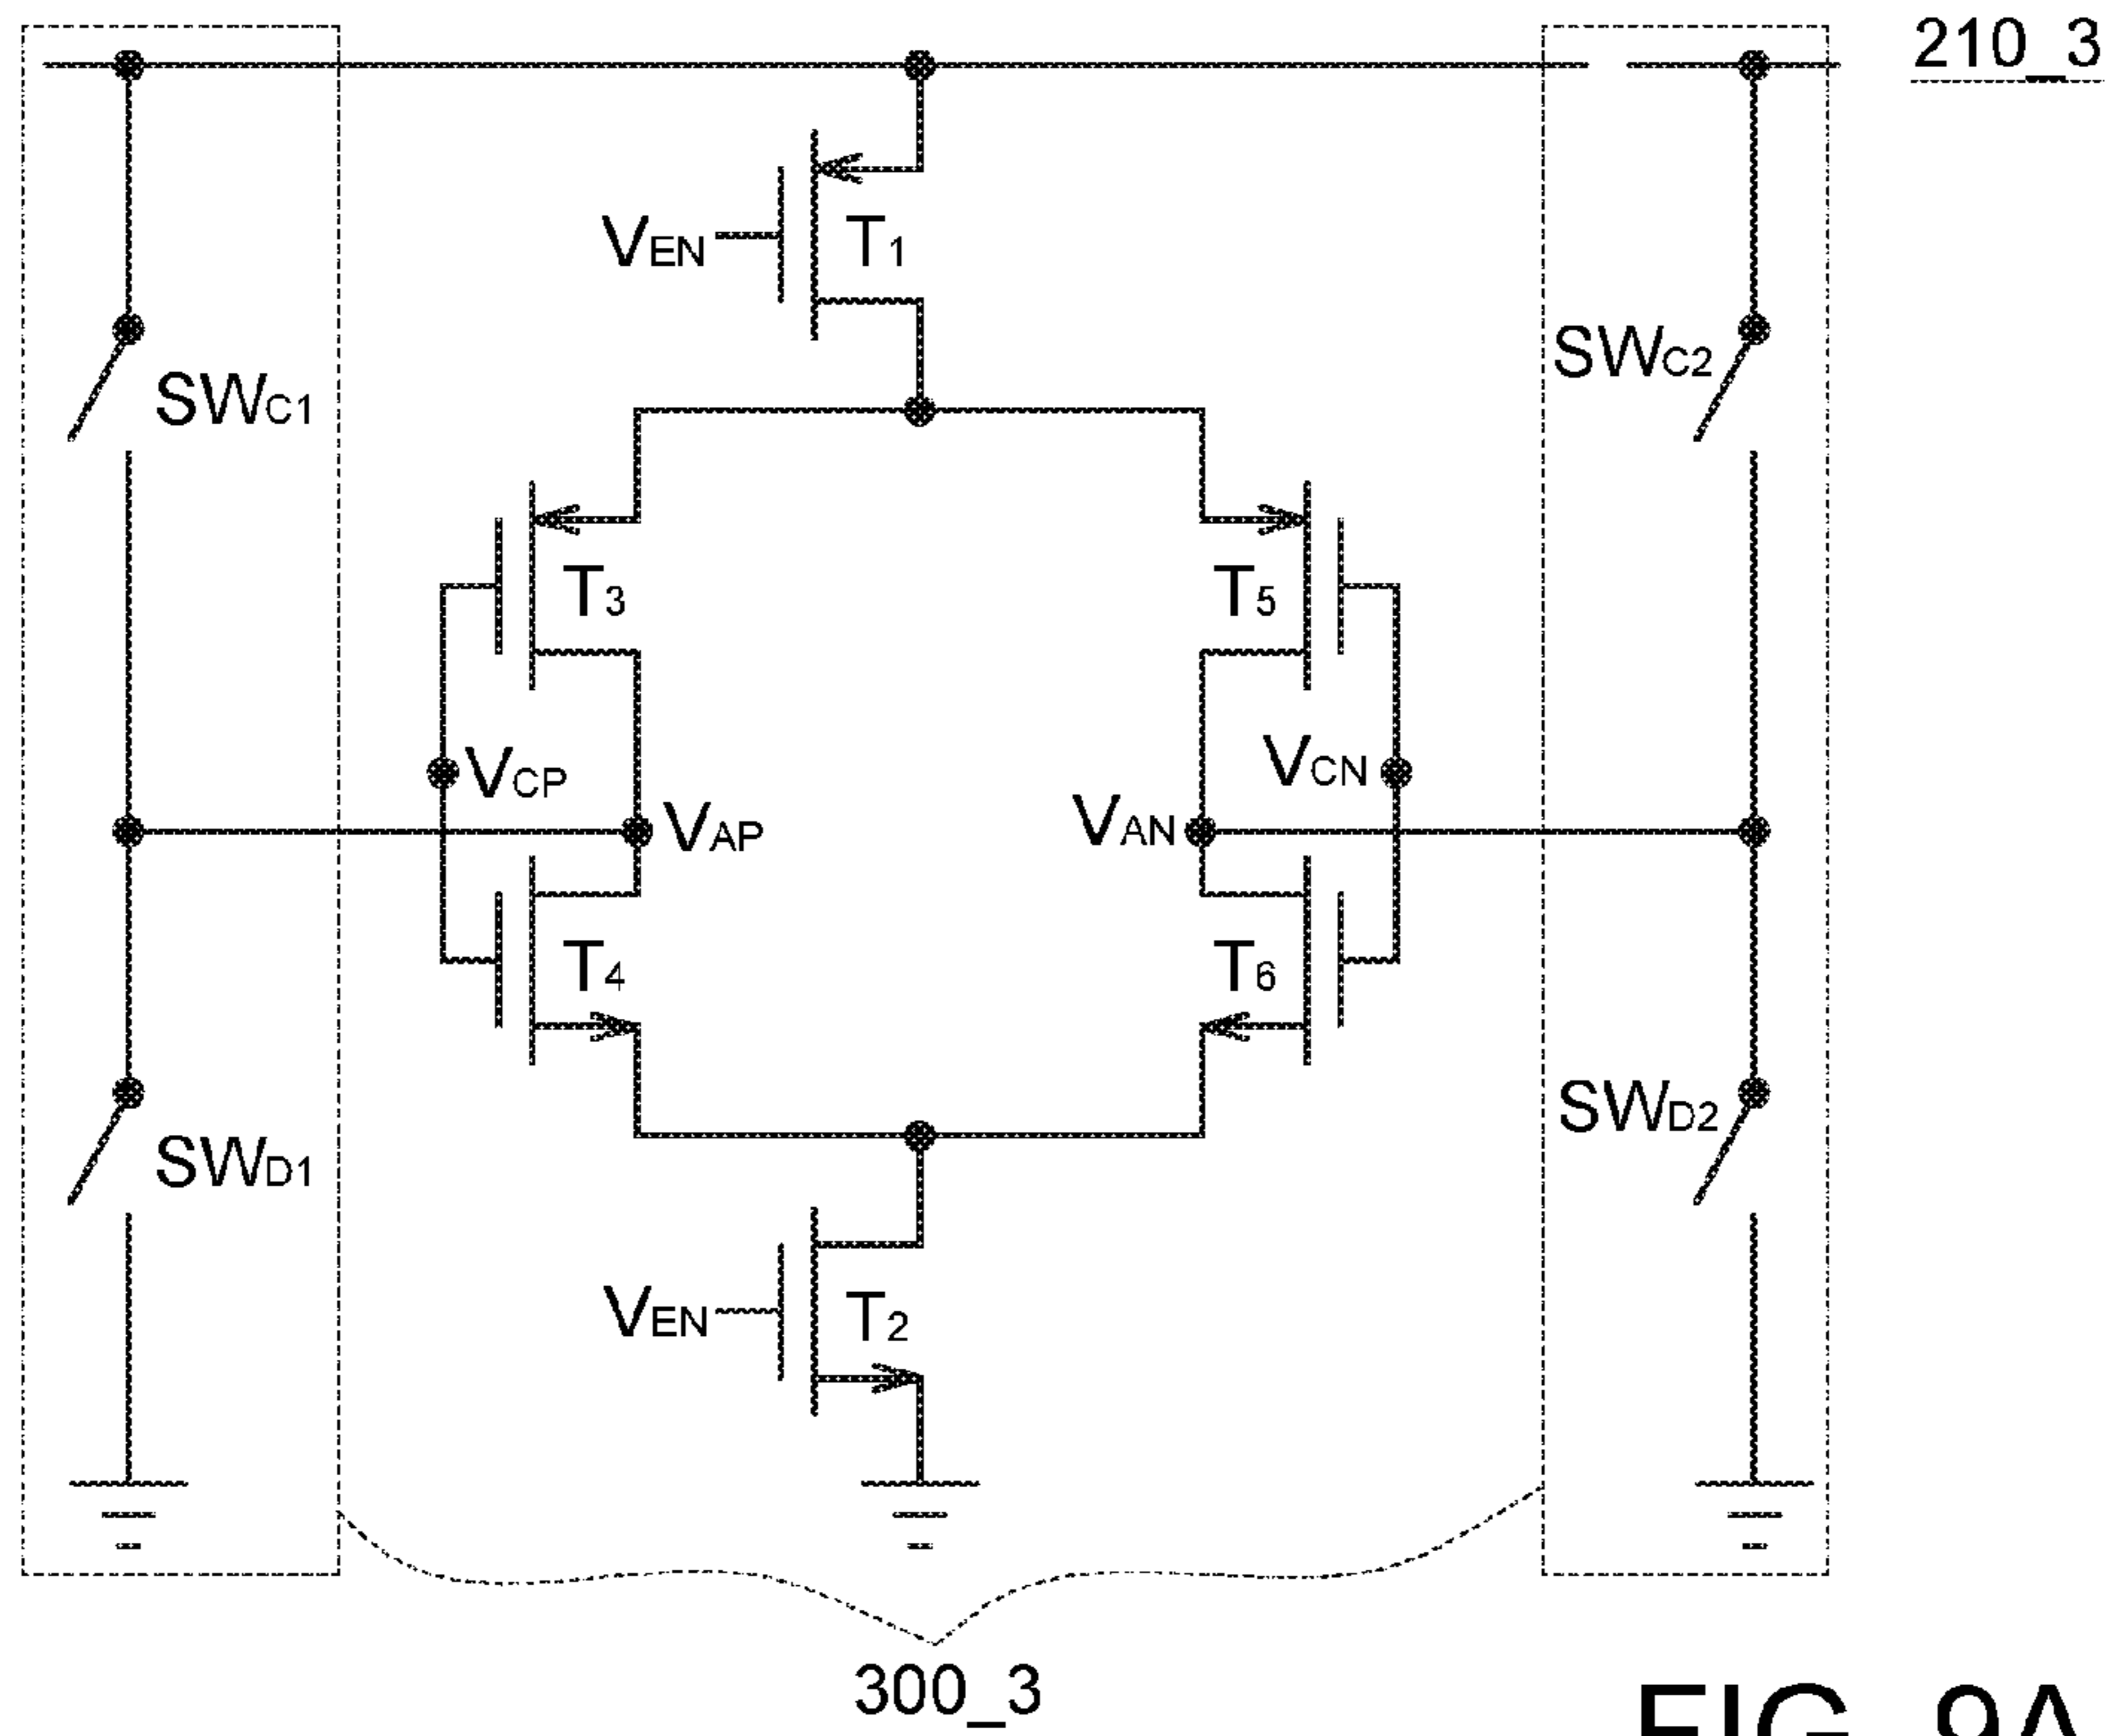 210_3
VEN
T1
SWC1
SWC2
T3
T5
VCP
VCN
VAP
VAN
T4
T6
SWD1
SWD2
VEN
T2
300_3
FIG. 9A